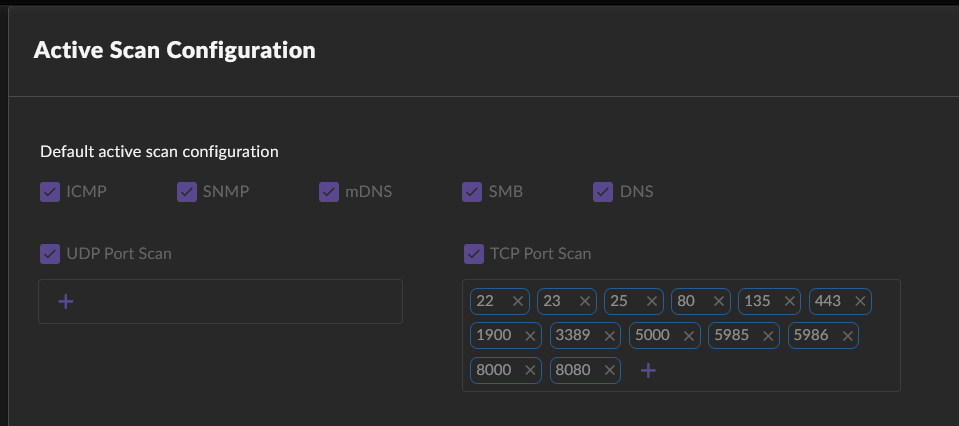 Active Scan Configuration
Default active scan configuration
ICMP SNMP mDNS SMB DNS
UDP Port Scan TCP Port Scan
22 23 25 80 135 443
1900 3389 5000 5985 5986
8000 8080